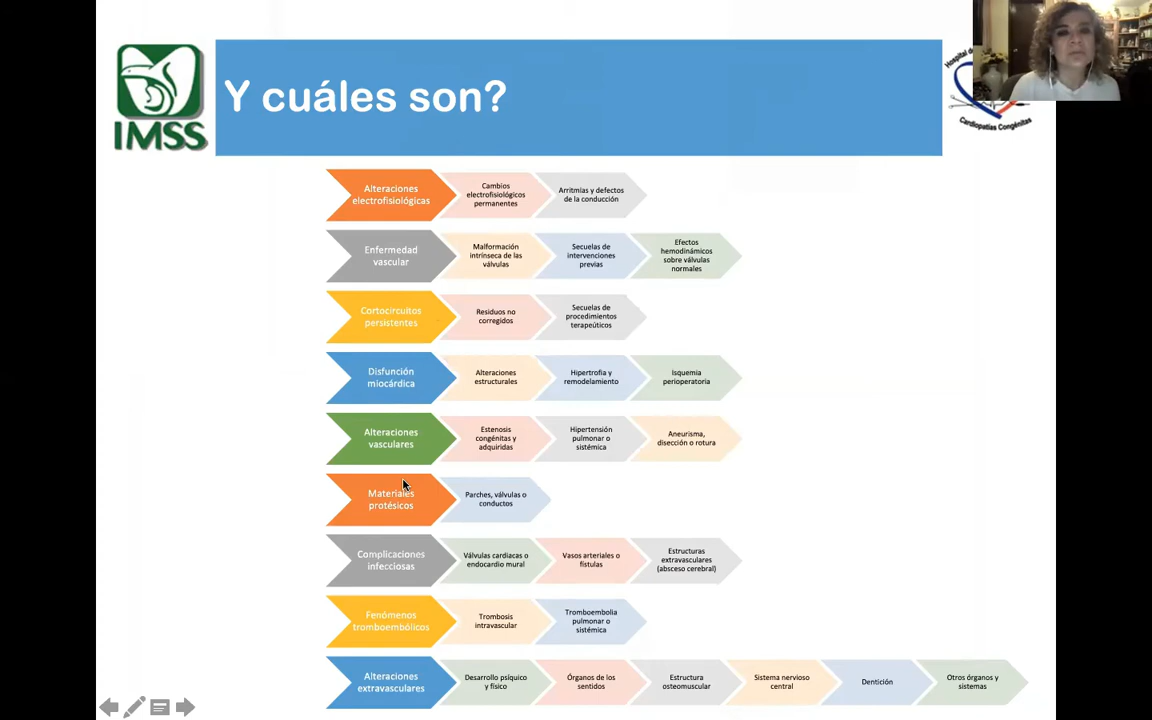 Y cuáles son?
IMSS
Hospital de
Cardiopatías Congénitas
Alteraciones
electrofisiológicas
Cambios
electrofisiológicos
permanentes
Arritmias y defectos
de la conducción
Enfermedad
vascular
Malformación
intrínseca de las
válvulas
Secuelas de
intervenciones
previas
Efectos
hemodinámicos
sobre válvulas
normales
Cortocircuitos
persistentes
Residuos no
corregidos
Secuelas de
procedimientos
terapeúticos
Disfunción
miocárdica
Alteraciones
estructurales
Hipertrofia y
remodelamiento
Isquemia
perioperatoria
Alteraciones
vasculares
Estenosis
congénitas y
adquiridas
Hipertensión
pulmonar o
sistémica
Aneurisma,
disección o rotura
Materiales
protésicos
Parches, válvulas o
conductos
Complicaciones
infecciosas
Válvulas cardiacas o
endocardio mural
Vasos arteriales o
fístulas
Estructuras
extravasculares
(absceso cerebral)
Fenómenos
tromboembólicos
Trombosis
intravascular
Tromboembolia
pulmonar o
sistémica
Alteraciones
extravasculares
Desarrollo psíquico
y físico
Órganos de los
sentidos
Estructura
osteomuscular
Sistema nervioso
central
Dentición
Otros órganos y
sistemas